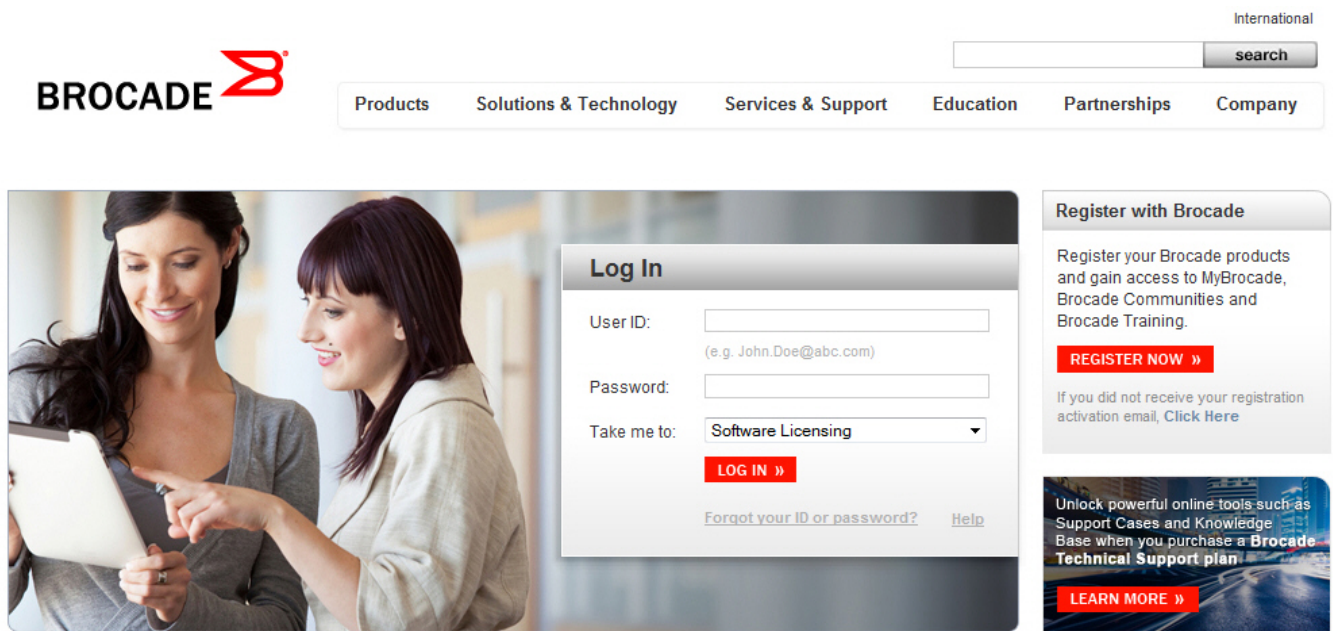 International
search
BROCADE
Products Solutions & Technology Services & Support Education Partnerships Company
Log In
User ID:
(e.g. John.Doe@abc.com)
Password:
Take me to: Software Licensing
LOG IN »
Forgot your ID or password? Help
Register with Brocade
Register your Brocade products
and gain access to MyBrocade,
Brocade Communities and
Brocade Training.
REGISTER NOW »
If you did not receive your registration
activation email, Click Here
Unlock powerful online tools such as
Support Cases and Knowledge
Base when you purchase a Brocade
Technical Support plan
LEARN MORE »